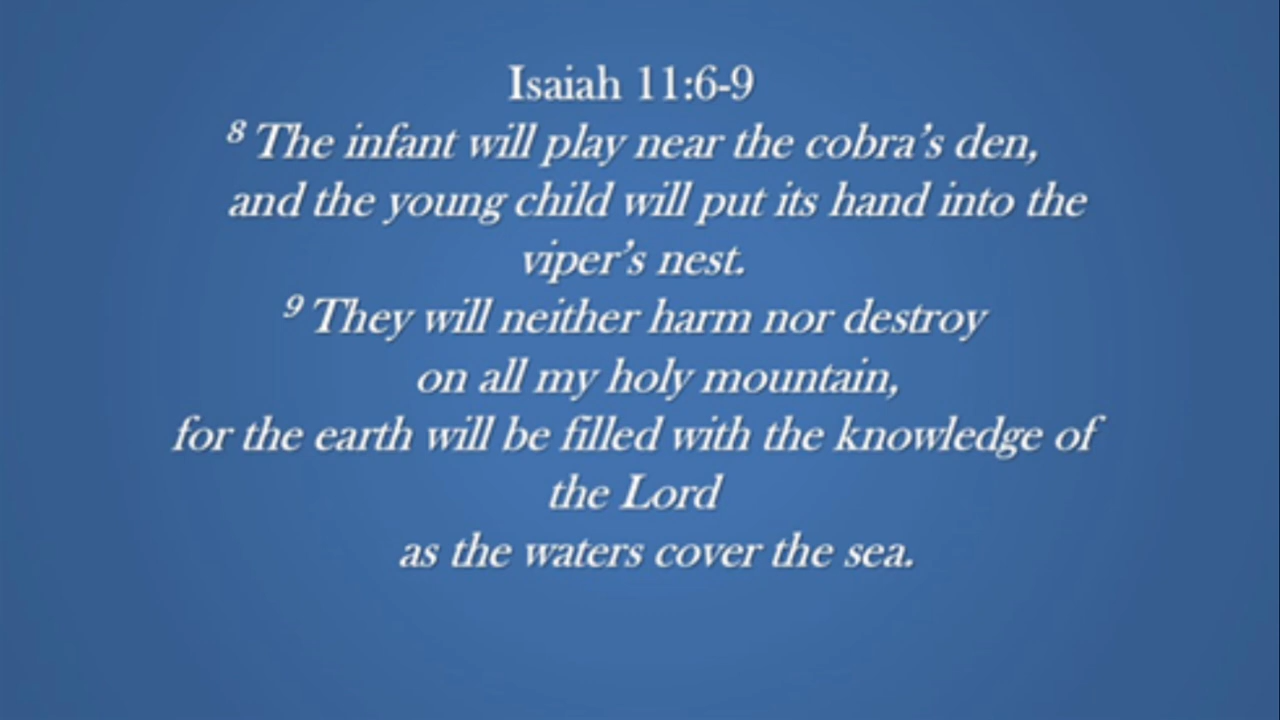 Isaiah 11:6-9
⁸ The infant will play near the cobra’s den,
and the young child will put its hand into the
viper’s nest.
⁹ They will neither harm nor destroy
on all my holy mountain,
for the earth will be filled with the knowledge of
the Lord
as the waters cover the sea.